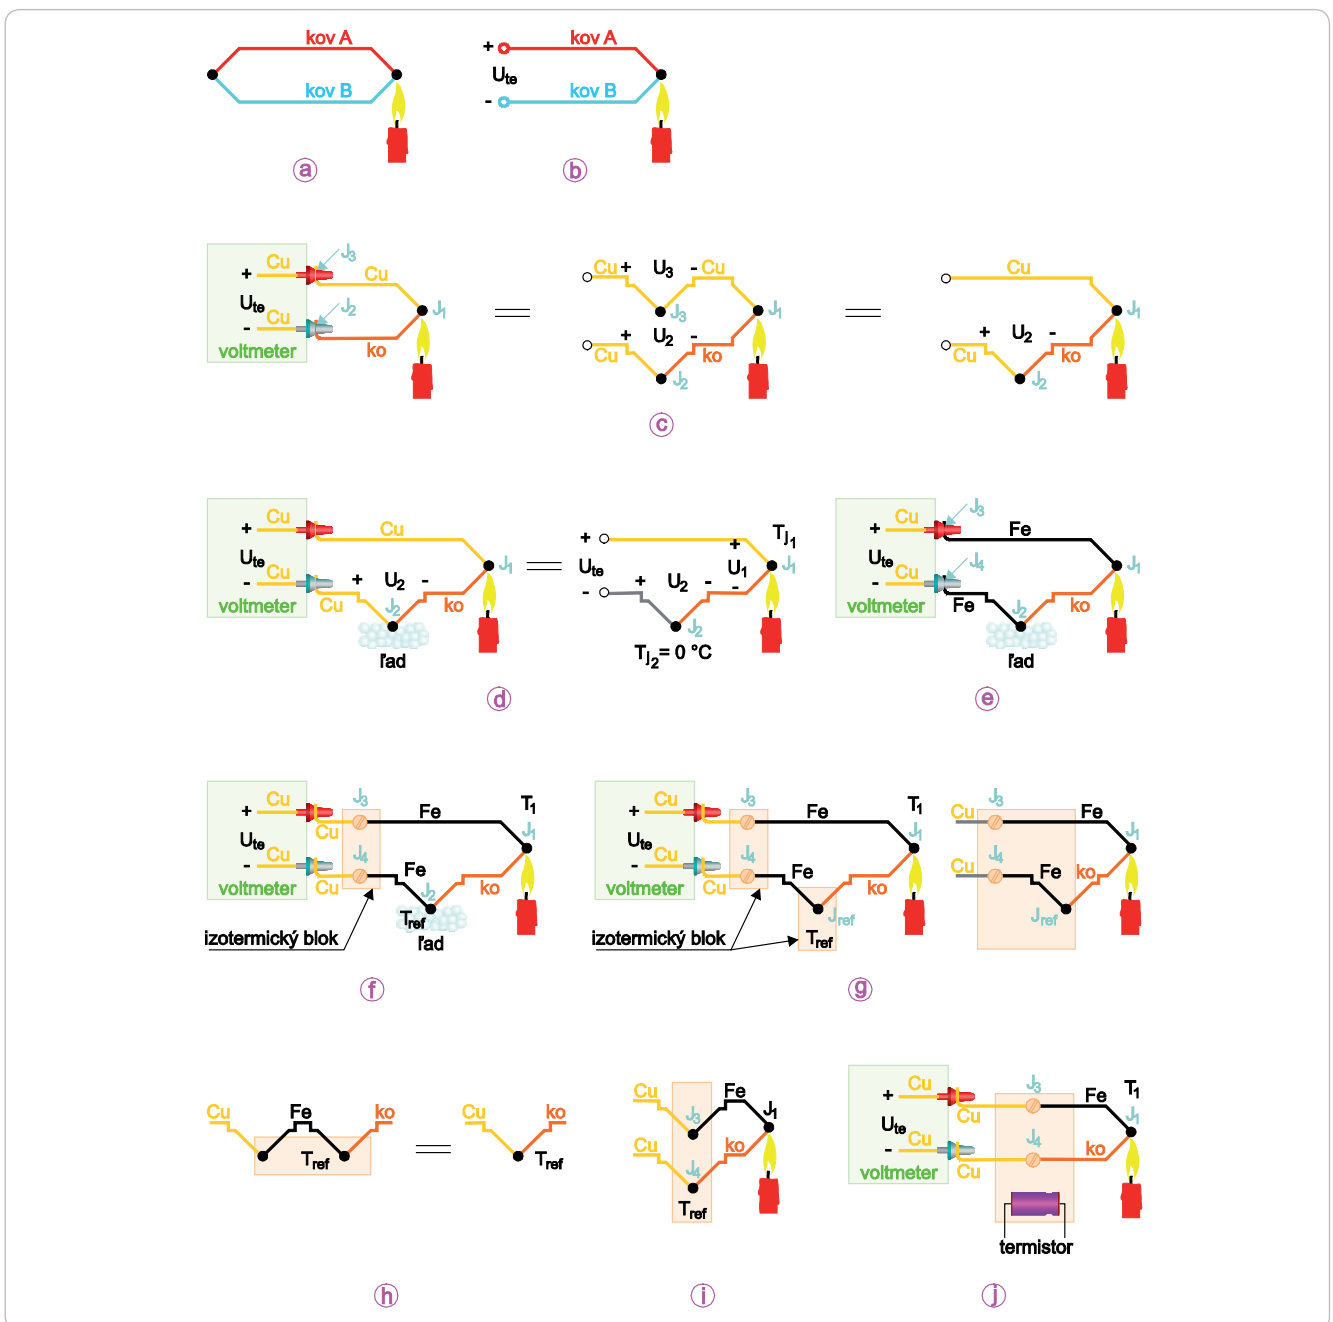 kov A
kov B
a
+ kov A
Ute
- kov B
b
Cu J3
+ Cu
Ute J2 J1
- Cu
voltmeter ko
=
Cu + U3 - Cu
J3 J1
+ U2 -
Cu ko
J2
=
Cu
J1
+ U2 -
Cu ko
J2
c
Cu
+ Cu
Ute J1
- Cu + U2 -
voltmeter Cu J2 ko
ľad
=
+ + Tj1
Ute U1 J1
- + U2 - -
J2
Tj2= 0 °C
d
Cu J3
+ Fe
Ute J4 J1
- Cu
voltmeter Fe J2 ko
ľad
e
Cu J3 T1
+ Cu Fe
Ute J4 J1
- Cu Fe
voltmeter Cu J2 ko
Tref
izotermický blok ľad
f
Cu J3 T1
+ Fe
Ute J4 J1
- Cu Fe
voltmeter Cu ko
Jref
izotermický blok Tref
Cu J3 Fe
J1
Cu J4 Fe ko
Jref
g
Cu Fe ko
Tref
=
Cu ko
Tref
h
Cu Fe
J3 J1
Cu ko
J4
Tref
i
Cu J3 T1
+ Cu Fe
Ute J4 J1
- Cu ko
voltmeter Cu
termistor
j